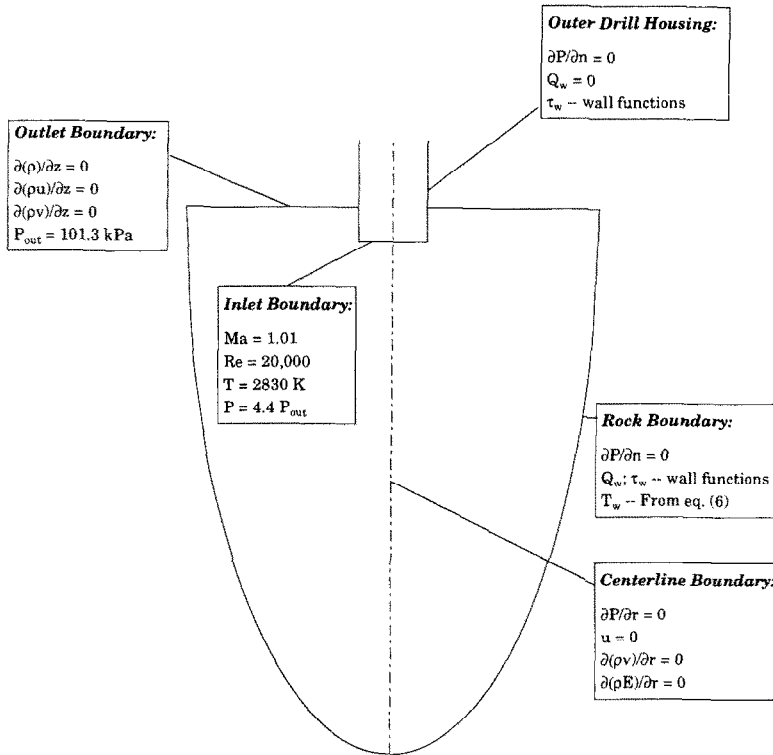 Outer Drill Housing:
∂P/∂n = 0
Q_w = 0
τ_w -- wall functions
Outlet Boundary:
∂(ρ)/∂z = 0
∂(ρu)/∂z = 0
∂(ρv)/∂z = 0
P_out = 101.3 kPa
Inlet Boundary:
Ma = 1.01
Re = 20,000
T = 2830 K
P = 4.4 P_out
Rock Boundary:
∂P/∂n = 0
Q_w; τ_w -- wall functions
T_w -- From eq. (6)
Centerline Boundary:
∂P/∂r = 0
u = 0
∂(ρv)/∂r = 0
∂(ρE)/∂r = 0